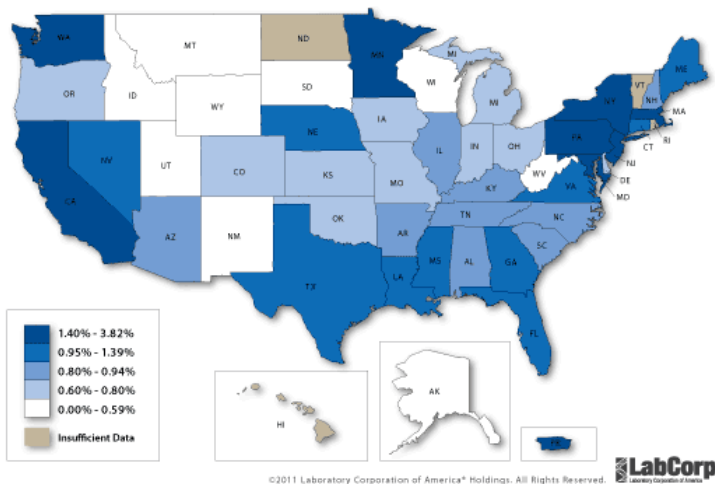 WA
MT
ND
MN
MI
ME
VT
NH
OR
ID
SD
WI
NY
MA
WY
MI
IA
PA
RI
CT
NE
NJ
NV
UT
IL
IN
OH
DE
CO
WV
MD
KS
MO
VA
CA
KY
OK
TN
NC
AZ
NM
AR
SC
MS
AL
GA
TX
LA
FL
1.40% - 3.82%
0.95% - 1.39%
0.80% - 0.94%
0.60% - 0.80%
0.00% - 0.59%
Insufficient Data
HI
AK
PR
©2011 Laboratory Corporation of America® Holdings. All Rights Reserved.
LabCorp
Laboratory Corporation of America